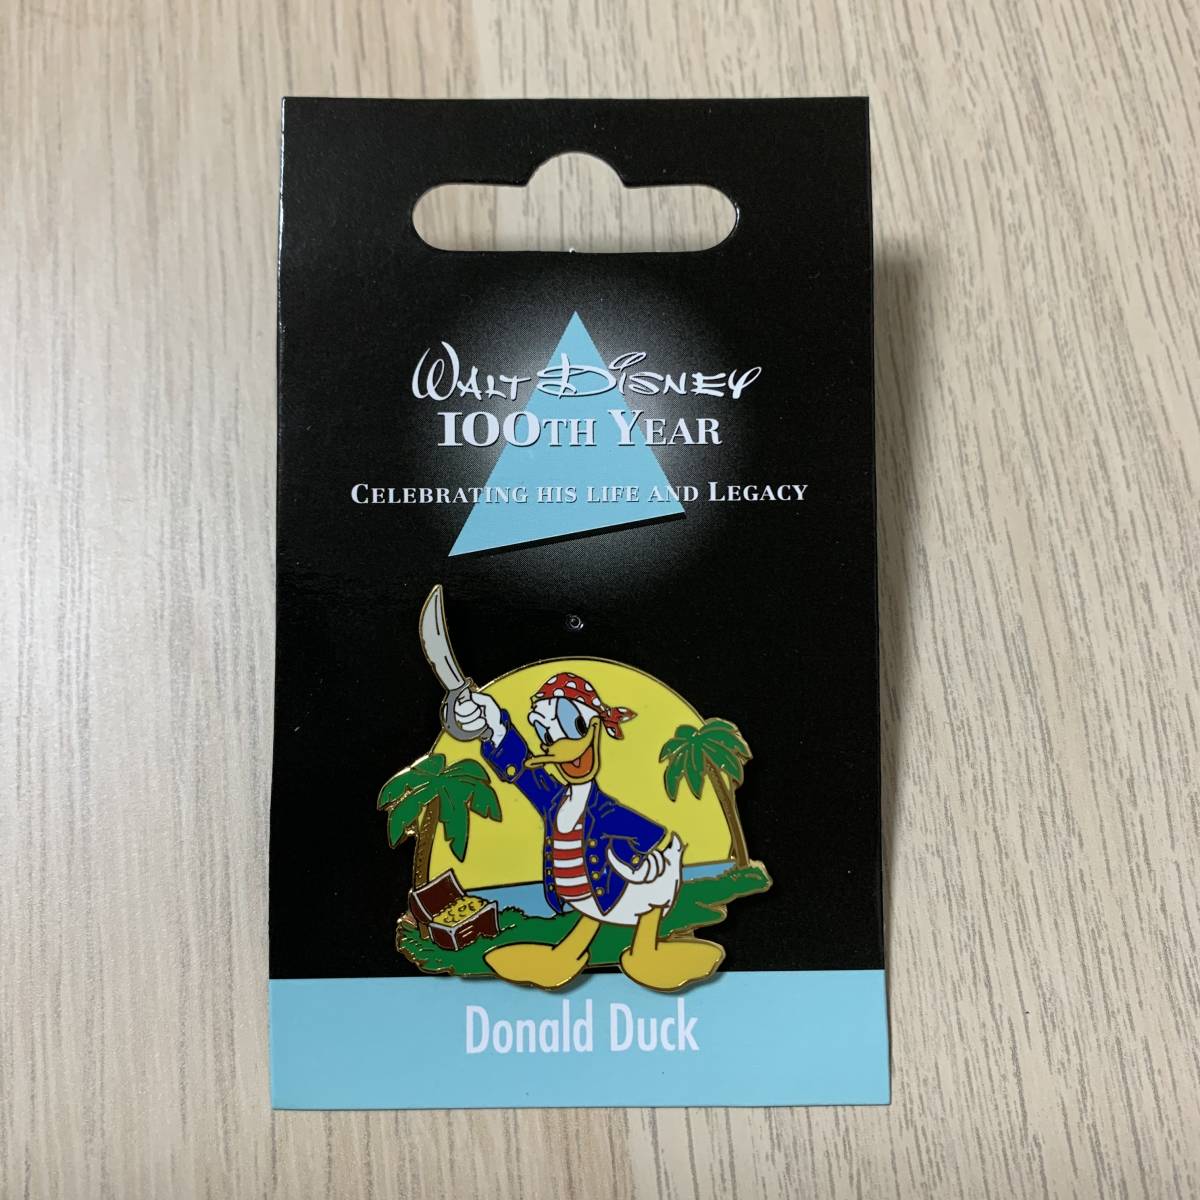 WALT DISNEY
100TH YEAR
CELEBRATING HIS LIFE AND LEGACY
Donald Duck